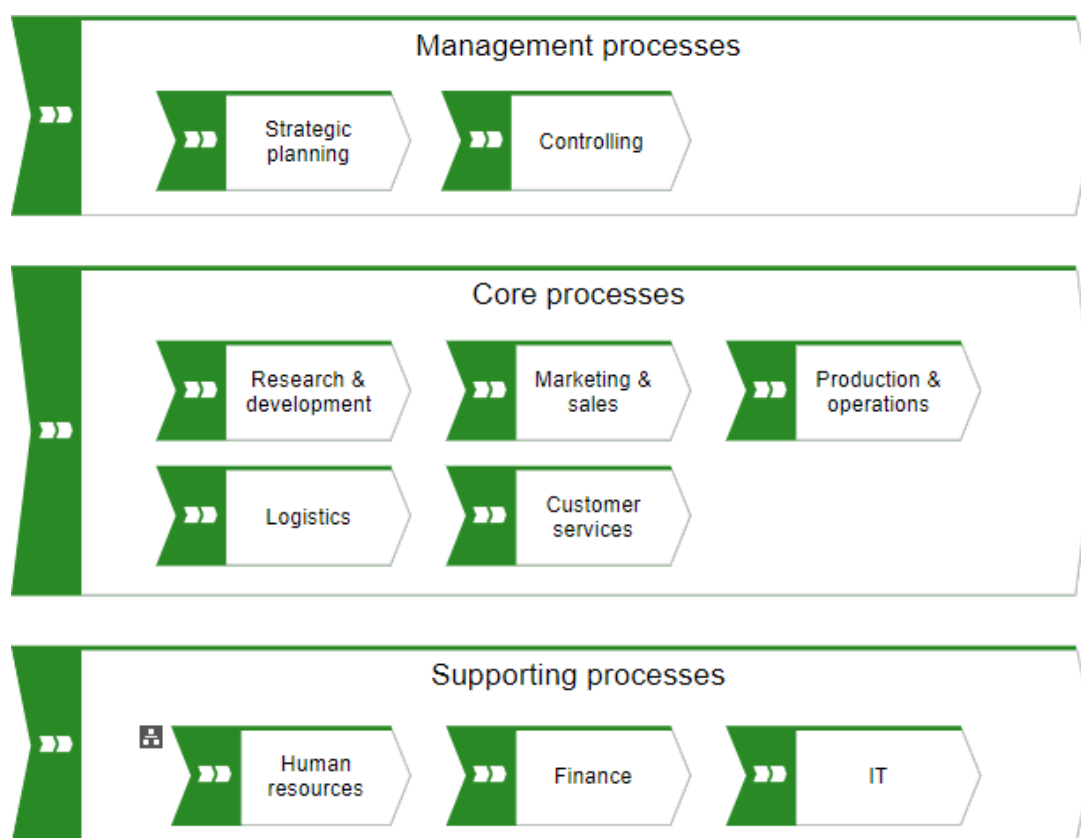 Management processes
Strategic
planning
Controlling
Core processes
Research &
development
Marketing &
sales
Production &
operations
Logistics
Customer
services
Supporting processes
Human
resources
Finance
IT